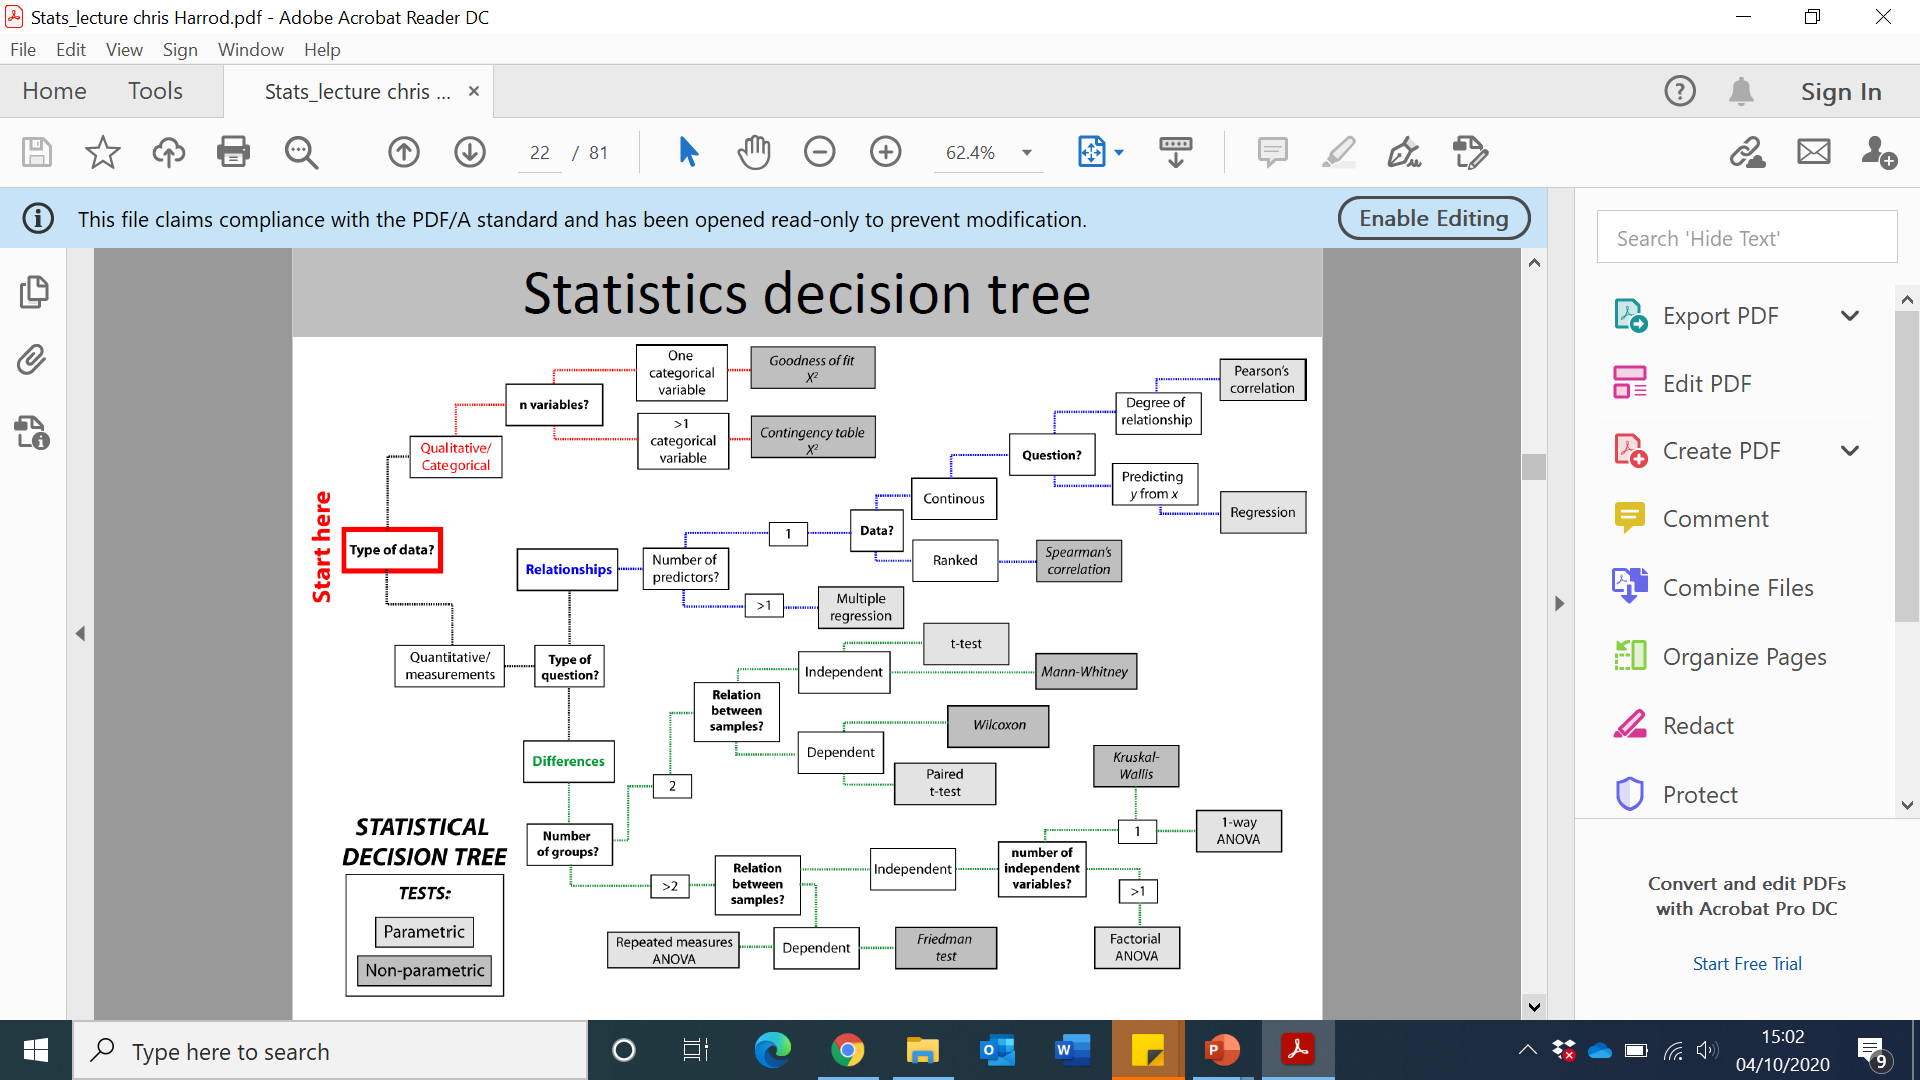 Stats_lecture chris Harrod.pdf - Adobe Acrobat Reader DC
File Edit View Sign Window Help
Home Tools Stats_lecture chris ... × Sign In
22 / 81 62.4%
This file claims compliance with the PDF/A standard and has been opened read-only to prevent modification. Enable Editing
Statistics decision tree
Start here
Type of data?
Qualitative/
Categorical
n variables?
One
categorical
variable
Goodness of fit
X²
>1
categorical
variable
Contingency table
X²
Quantitative/
measurements
Type of
question?
Relationships
Number of
predictors?
1
Data?
Continous
Question?
Degree of
relationship
Pearson's
correlation
Predicting
y from x
Regression
Ranked
Spearman's
correlation
>1
Multiple
regression
Differences
Number
of groups?
2
Relation
between
samples?
Independent
t-test
Mann-Whitney
Dependent
Wilcoxon
Paired
t-test
>2
Relation
between
samples?
Independent
number of
independent
variables?
1
Kruskal-
Wallis
1-way
ANOVA
>1
Factorial
ANOVA
Dependent
Repeated measures
ANOVA
Friedman
test
STATISTICAL
DECISION TREE
TESTS:
Parametric
Non-parametric
Search 'Hide Text'
Export PDF
Edit PDF
Create PDF
Comment
Combine Files
Organize Pages
Redact
Protect
Convert and edit PDFs
with Acrobat Pro DC
Start Free Trial
Type here to search
15:02
04/10/2020
9